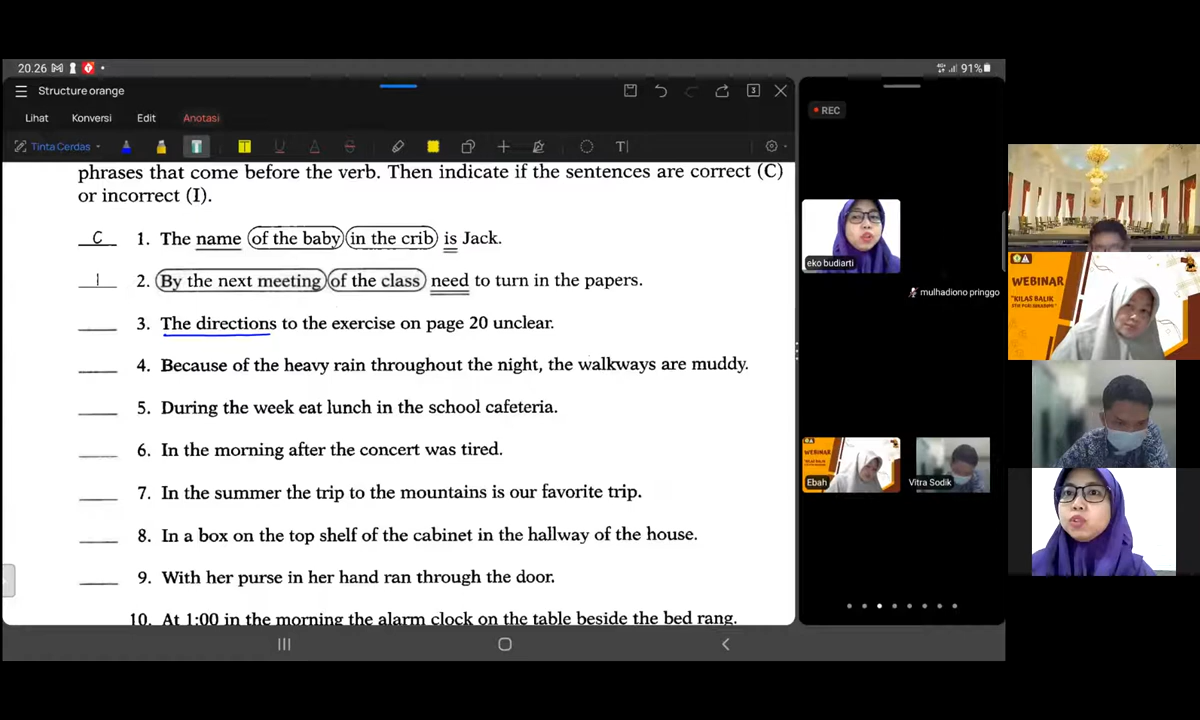 20.26
91%
Structure orange
3
Lihat Konversi Edit Anotasi
Tinta Cerdas
phrases that come before the verb. Then indicate if the sentences are correct (C)
or incorrect (I).
C 1. The name of the baby in the crib is Jack.
I 2. By the next meeting of the class need to turn in the papers.
3. The directions to the exercise on page 20 unclear.
4. Because of the heavy rain throughout the night, the walkways are muddy.
5. During the week eat lunch in the school cafeteria.
6. In the morning after the concert was tired.
7. In the summer the trip to the mountains is our favorite trip.
8. In a box on the top shelf of the cabinet in the hallway of the house.
9. With her purse in her hand ran through the door.
10. At 1:00 in the morning the alarm clock on the table beside the bed rang.
REC
eko budiarti
mulhadiono pringgo
WEBINAR
Ebah
Vitra Sodik
WEBINAR
"KILAS BALIK